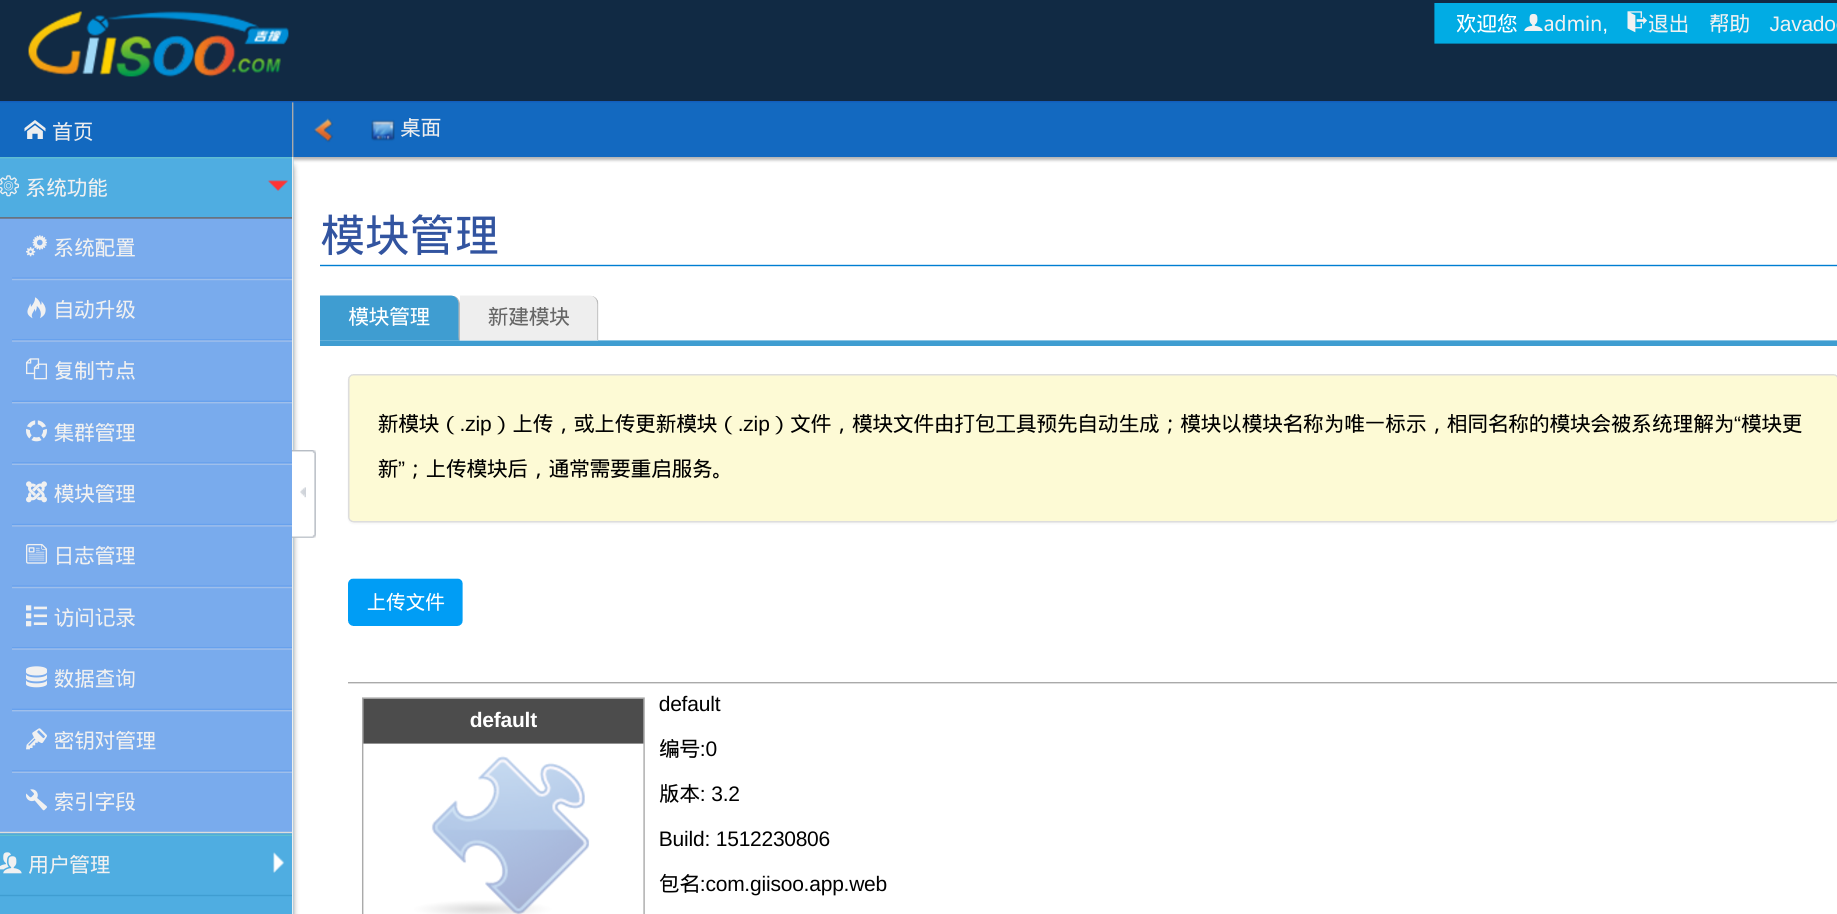 GiiSOO.COM 吉搜
欢迎您 admin, 退出 帮助 Javado
首页
桌面
系统功能
系统配置
自动升级
复制节点
集群管理
模块管理
日志管理
访问记录
数据查询
密钥对管理
索引字段
用户管理
模块管理
模块管理 新建模块
新模块（.zip）上传，或上传更新模块（.zip）文件，模块文件由打包工具预先自动生成；模块以模块名称为唯一标示，相同名称的模块会被系统理解为“模块更
新”；上传模块后，通常需要重启服务。
上传文件
default
default
编号:0
版本: 3.2
Build: 1512230806
包名:com.giisoo.app.web